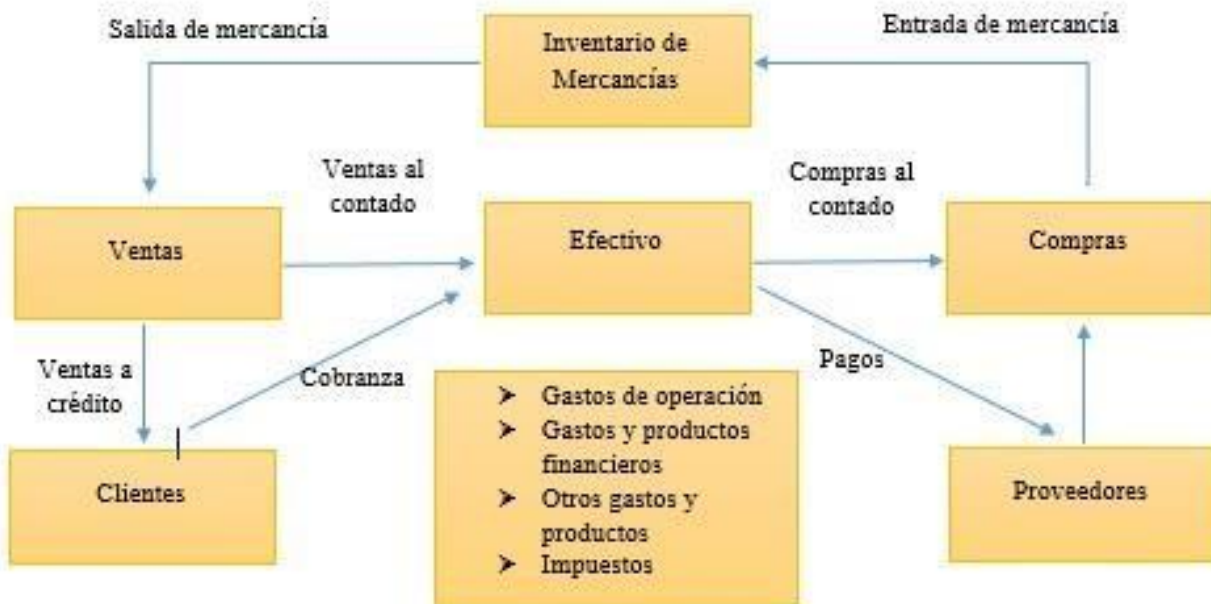 Salida de mercancía
Inventario de
Mercancías
Entrada de mercancía
Ventas al
contado
Compras al
contado
Ventas
Efectivo
Compras
Ventas a
crédito
Cobranza
Pagos
➤ Gastos de operación
➤ Gastos y productos
financieros
➤ Otros gastos y
productos
➤ Impuestos
Clientes
Proveedores